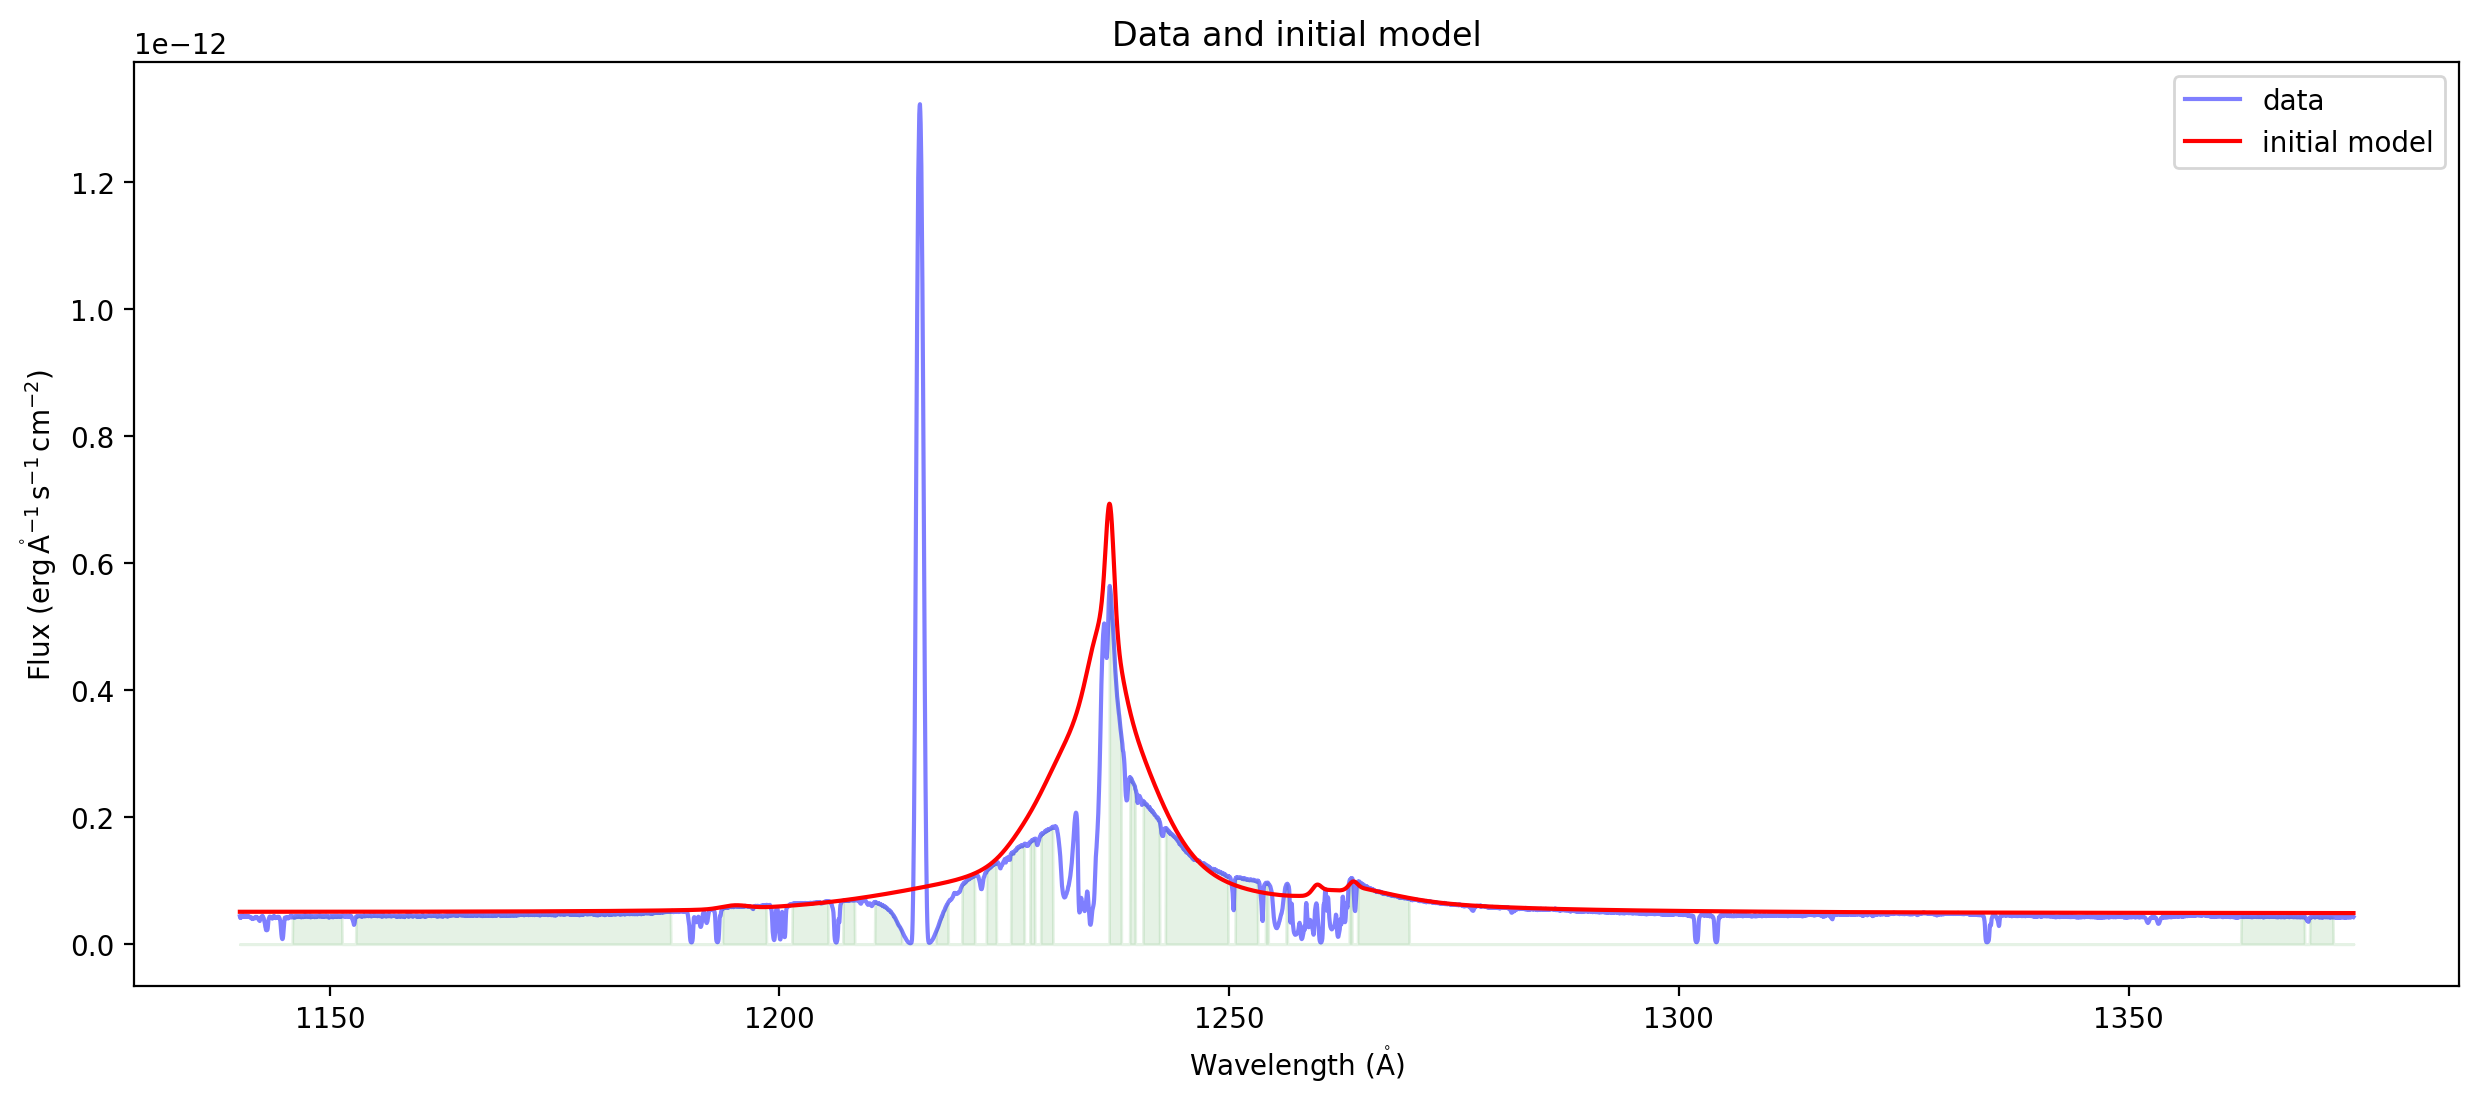 Data and initial model
1e−12
data
initial model
1.2
1.0
0.8
0.6
0.4
0.2
0.0
Flux (erg Å⁻¹ s⁻¹ cm⁻²)
1150
1200
1250
1300
1350
Wavelength (Å)